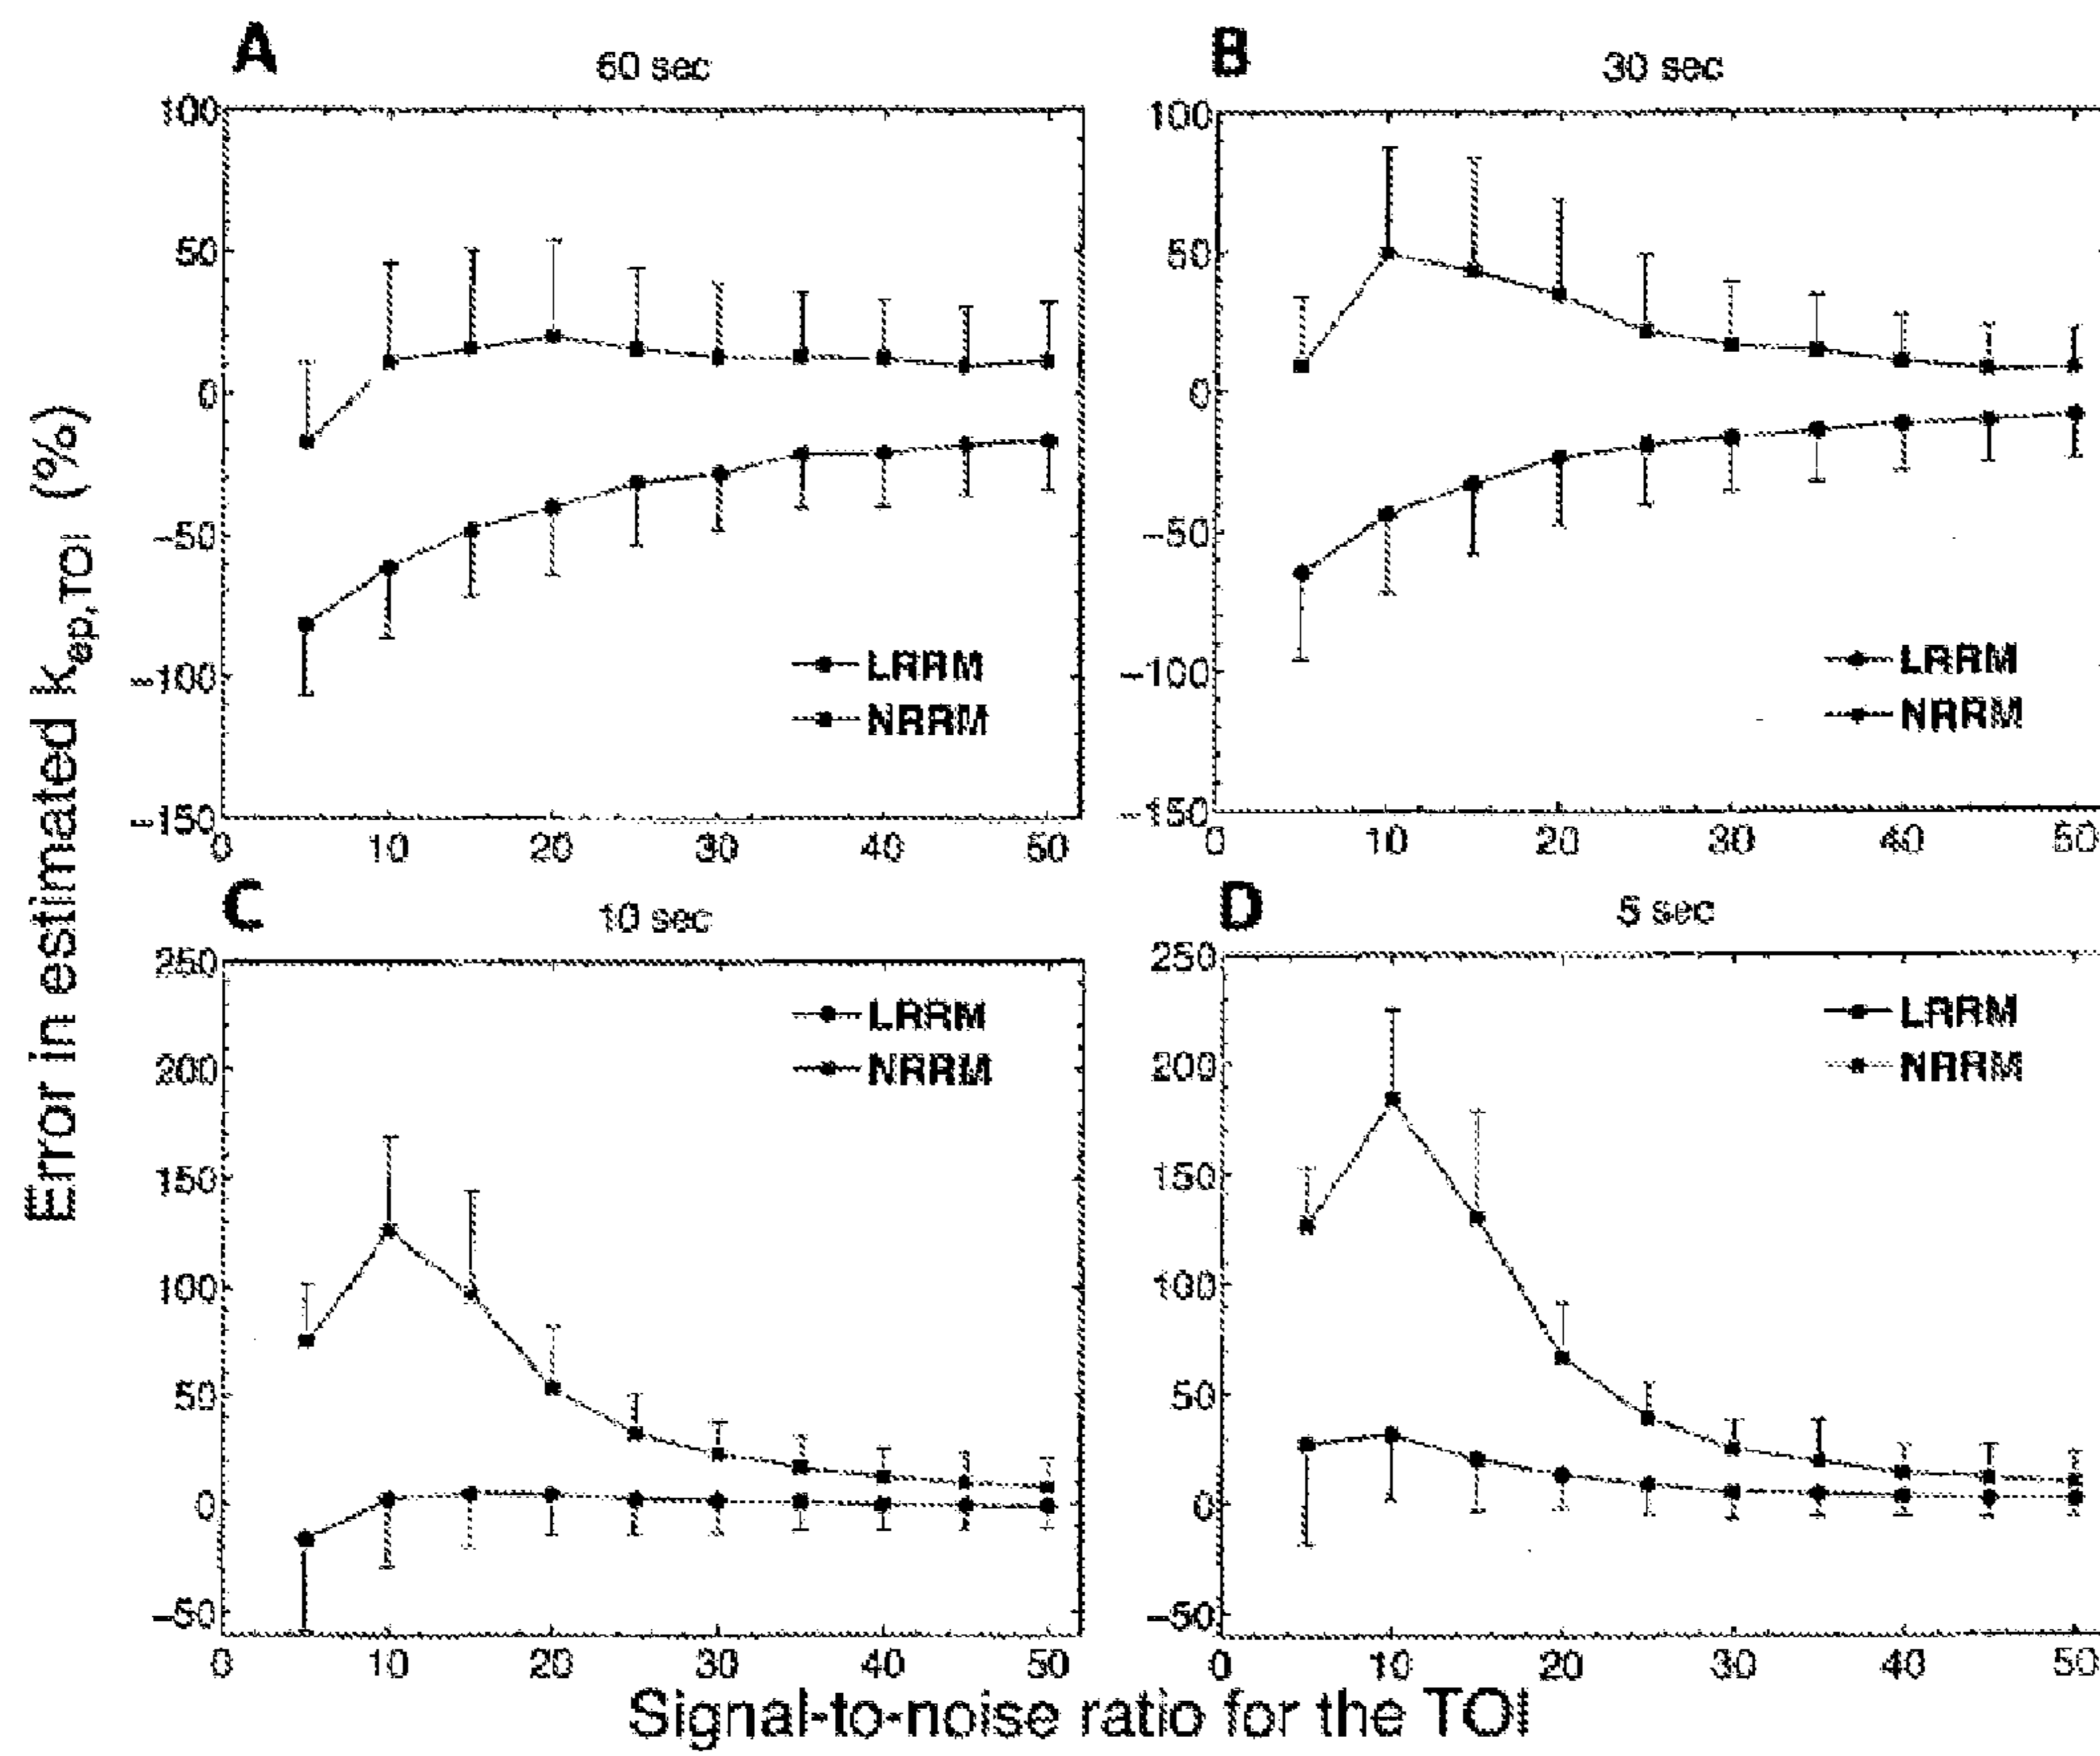 A
60 sec
B
30 sec
100
50
0
-50
-100
-150
0 10 20 30 40 50
LRRM
NRRM
100
50
0
-50
-100
-150
0 10 20 30 40 50
LRRM
NRRM
Error in estimated kep,TOI (%)
C
10 sec
D
5 sec
250
200
150
100
50
0
-50
0 10 20 30 40 50
LRRM
NRRM
250
200
150
100
50
0
-50
0 10 20 30 40 50
LRRM
NRRM
Signal-to-noise ratio for the TOI